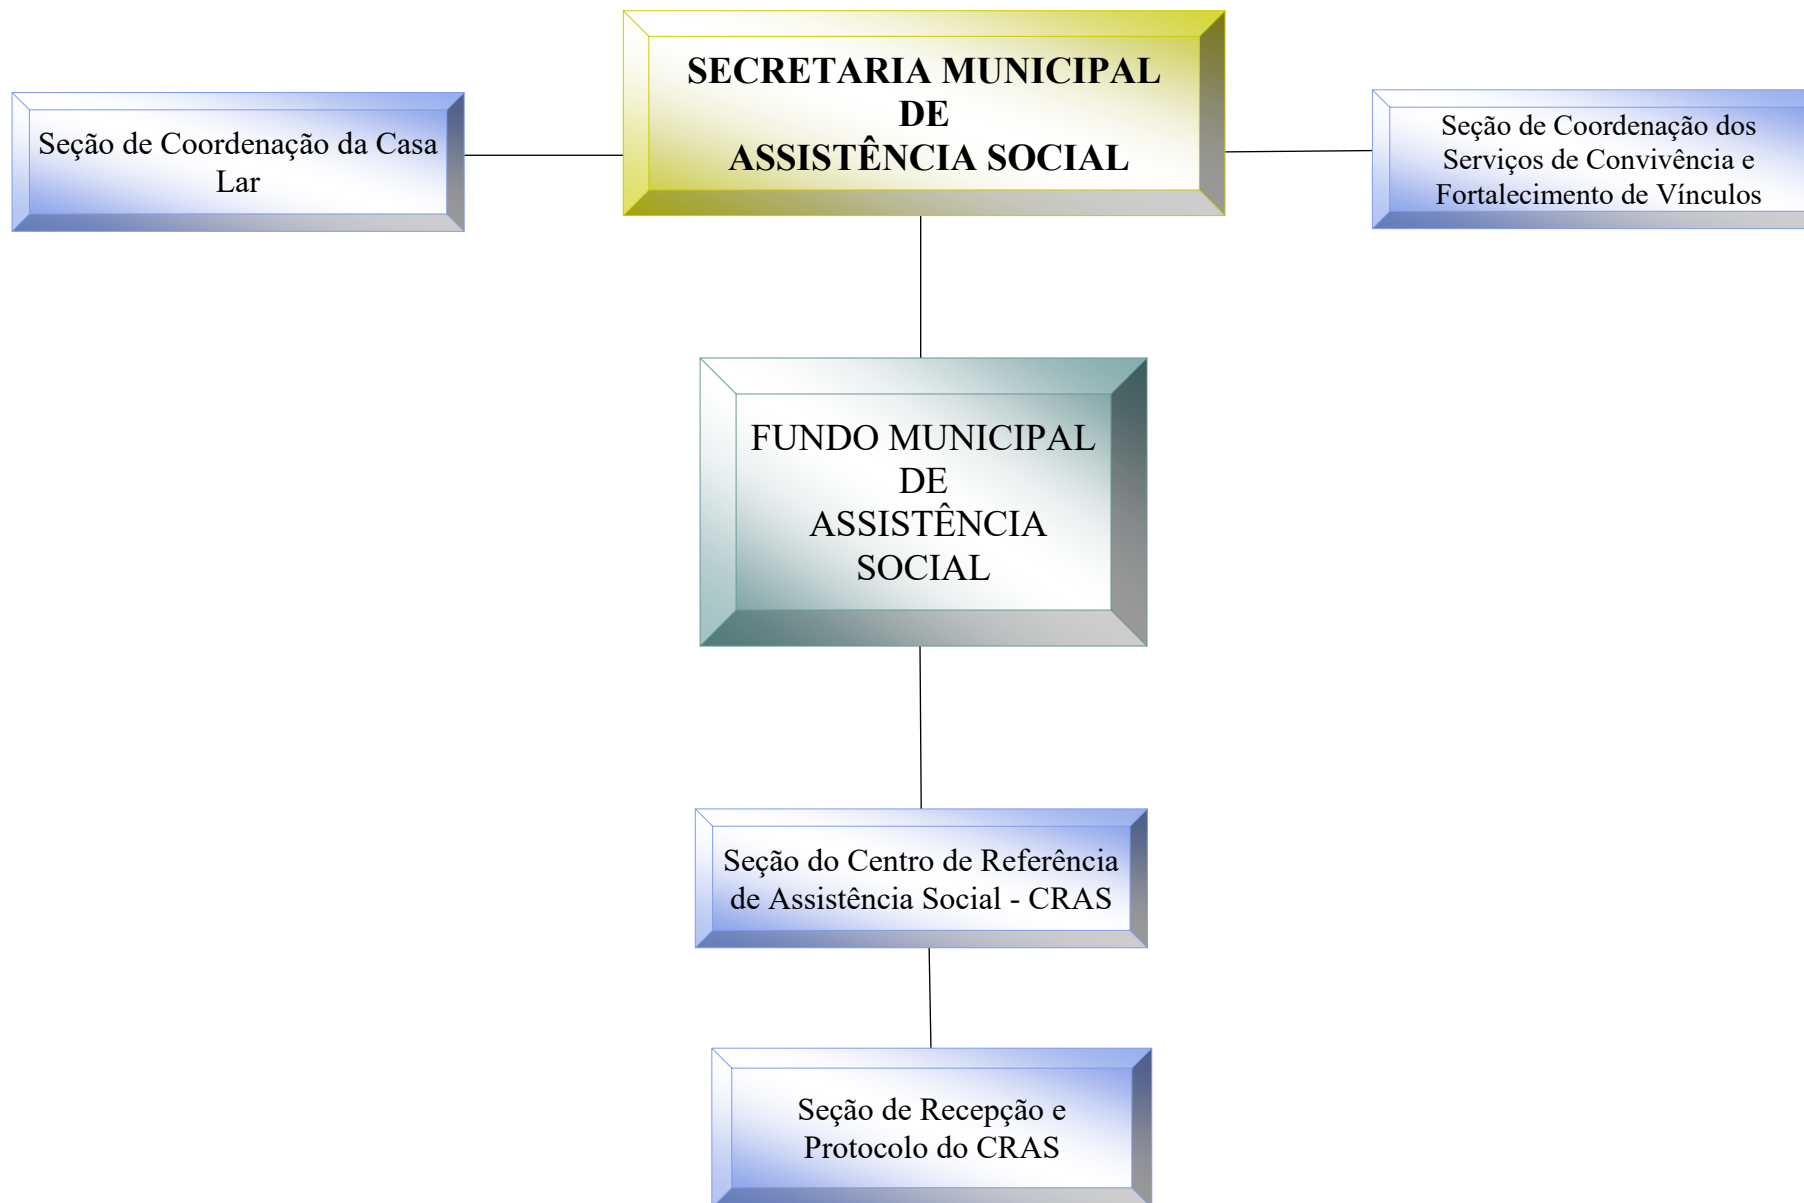 SECRETARIA MUNICIPAL
DE
ASSISTÊNCIA SOCIAL
Seção de Coordenação da Casa
Lar
Seção de Coordenação dos
Serviços de Convivência e
Fortalecimento de Vínculos
FUNDO MUNICIPAL
DE
ASSISTÊNCIA
SOCIAL
Seção do Centro de Referência
de Assistência Social - CRAS
Seção de Recepção e
Protocolo do CRAS